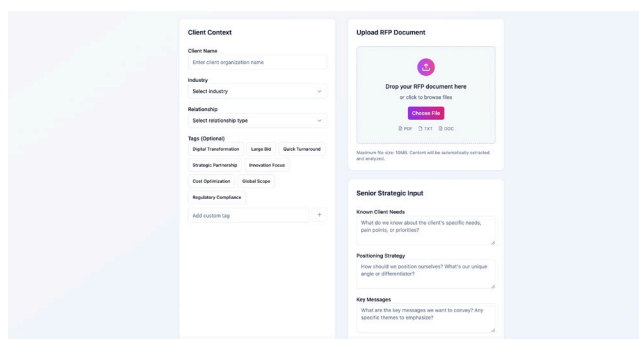 Client Context
Client Name
Enter client organization name
Industry
Select industry
Relationship
Select relationship type
Tags (Optional)
Digital Transformation
Large Bid
Quick Turnaround
Strategic Partnership
Innovation Focus
Cost Optimization
Global Scope
Regulatory Compliance
Add custom tag
+
Upload RFP Document
Drop your RFP document here
or click to browse files
Choose File
PDF
TXT
DOC
Maximum file size: 10MB. Content will be automatically extracted
and analyzed.
Senior Strategic Input
Known Client Needs
What do we know about the client's specific needs,
pain points, or priorities?
Positioning Strategy
How should we position ourselves? What's our unique
angle or differentiator?
Key Messages
What are the key messages we want to convey? Any
specific themes to emphasize?